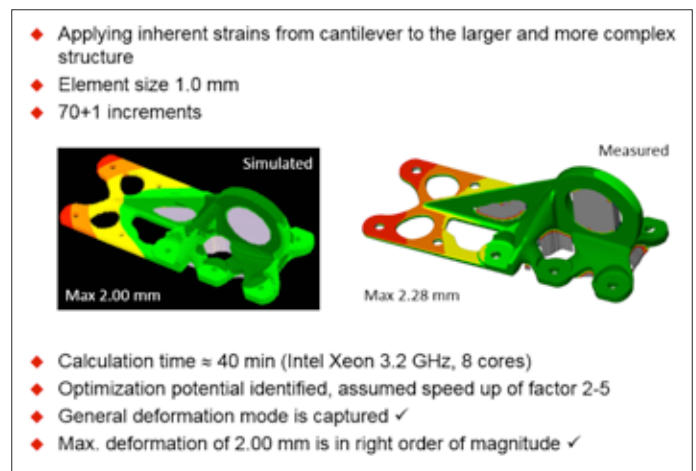 Applying inherent strains from cantilever to the larger and more complex
structure
Element size 1.0 mm
70+1 increments
Simulated
Measured
Max 2.00 mm
Max 2.28 mm
Calculation time ≈ 40 min (Intel Xeon 3.2 GHz, 8 cores)
Optimization potential identified, assumed speed up of factor 2-5
General deformation mode is captured ✓
Max. deformation of 2.00 mm is in right order of magnitude ✓